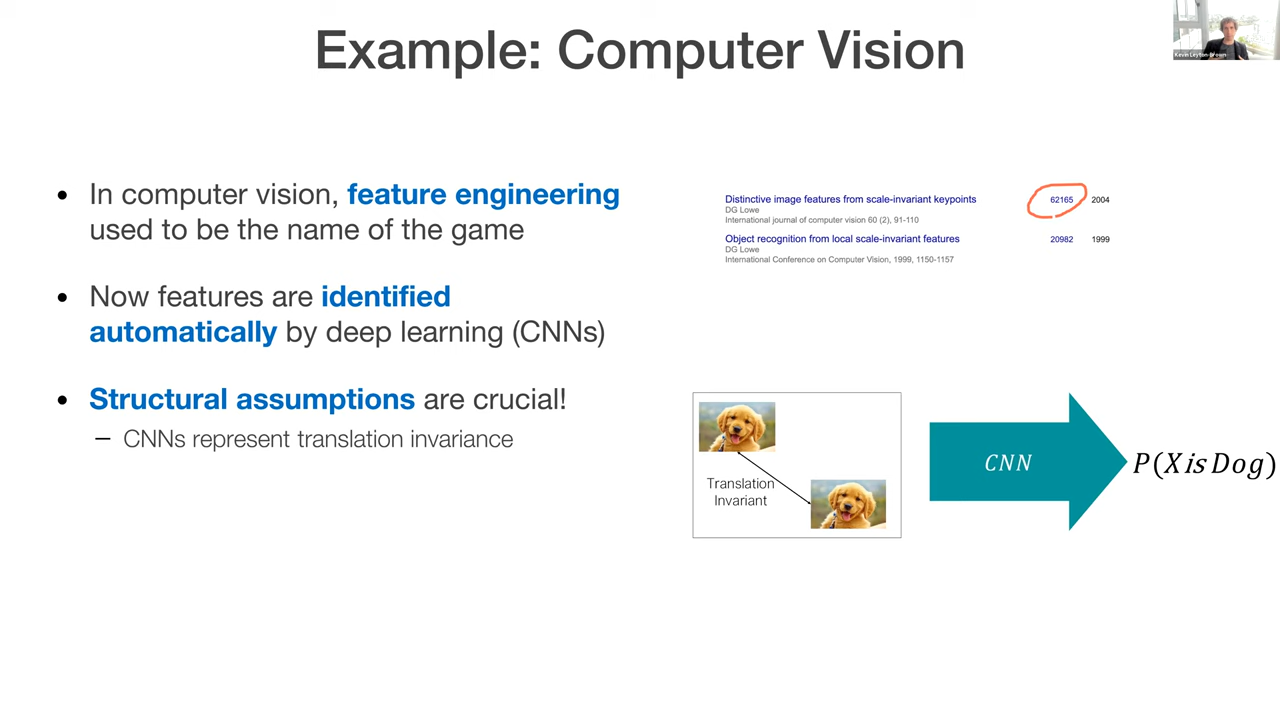 Example: Computer Vision
Kevin Leyton-Brown
• In computer vision, feature engineering
used to be the name of the game
• Now features are identified
automatically by deep learning (CNNs)
• Structural assumptions are crucial!
– CNNs represent translation invariance
Distinctive image features from scale-invariant keypoints 62165 2004
DG Lowe
International journal of computer vision 60 (2), 91-110
Object recognition from local scale-invariant features 20982 1999
DG Lowe
International Conference on Computer Vision, 1999, 1150-1157
Translation
Invariant
CNN
P(X is Dog)